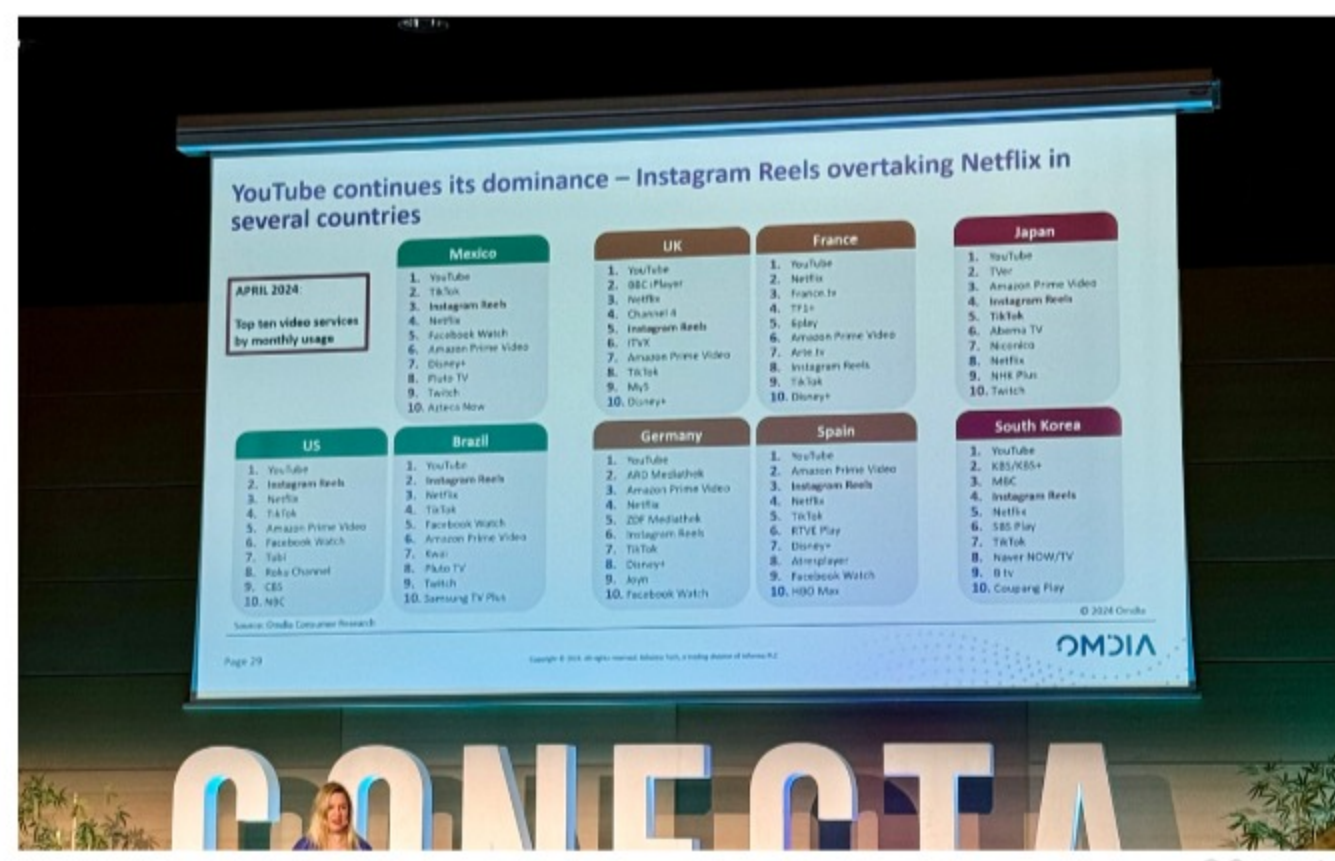 YouTube continues its dominance – Instagram Reels overtaking Netflix in
several countries
APRIL 2024:
Top ten video services
by monthly usage
Mexico
1. YouTube
2. TikTok
3. Instagram Reels
4. Netflix
5. Facebook Watch
6. Amazon Prime Video
7. Disney+
8. Pluto TV
9. Twitch
10. Azteca Now
UK
1. YouTube
2. BBC iPlayer
3. Netflix
4. Channel 4
5. Instagram Reels
6. ITVX
7. Amazon Prime Video
8. TikTok
9. My5
10. Disney+
France
1. YouTube
2. Netflix
3. France.tv
4. TF1+
5. 6play
6. Amazon Prime Video
7. Arte.tv
8. Instagram Reels
9. TikTok
10. Disney+
Japan
1. YouTube
2. TVer
3. Amazon Prime Video
4. Instagram Reels
5. TikTok
6. Abema TV
7. Niconico
8. Netflix
9. NHK Plus
10. Twitch
US
1. YouTube
2. Instagram Reels
3. Netflix
4. TikTok
5. Amazon Prime Video
6. Facebook Watch
7. Tubi
8. Roku Channel
9. CBS
10. NBC
Brazil
1. YouTube
2. Instagram Reels
3. Netflix
4. TikTok
5. Facebook Watch
6. Amazon Prime Video
7. Kwai
8. Pluto TV
9. Twitch
10. Samsung TV Plus
Germany
1. YouTube
2. ARD Mediathek
3. Amazon Prime Video
4. Netflix
5. ZDF Mediathek
6. Instagram Reels
7. TikTok
8. Disney+
9. Joyn
10. Facebook Watch
Spain
1. YouTube
2. Amazon Prime Video
3. Instagram Reels
4. Netflix
5. TikTok
6. RTVE Play
7. Disney+
8. Atresplayer
9. Facebook Watch
10. HBO Max
South Korea
1. YouTube
2. KBS/KBS+
3. MBC
4. Instagram Reels
5. Netflix
6. SBS Play
7. TikTok
8. Naver NOW/TV
9. B tv
10. Coupang Play
Source: Omdia Consumer Research
© 2024 Omdia
Page 29
Copyright © 2024. All rights reserved. Informa Tech, a trading division of Informa PLC
OMDIA
CONECTA